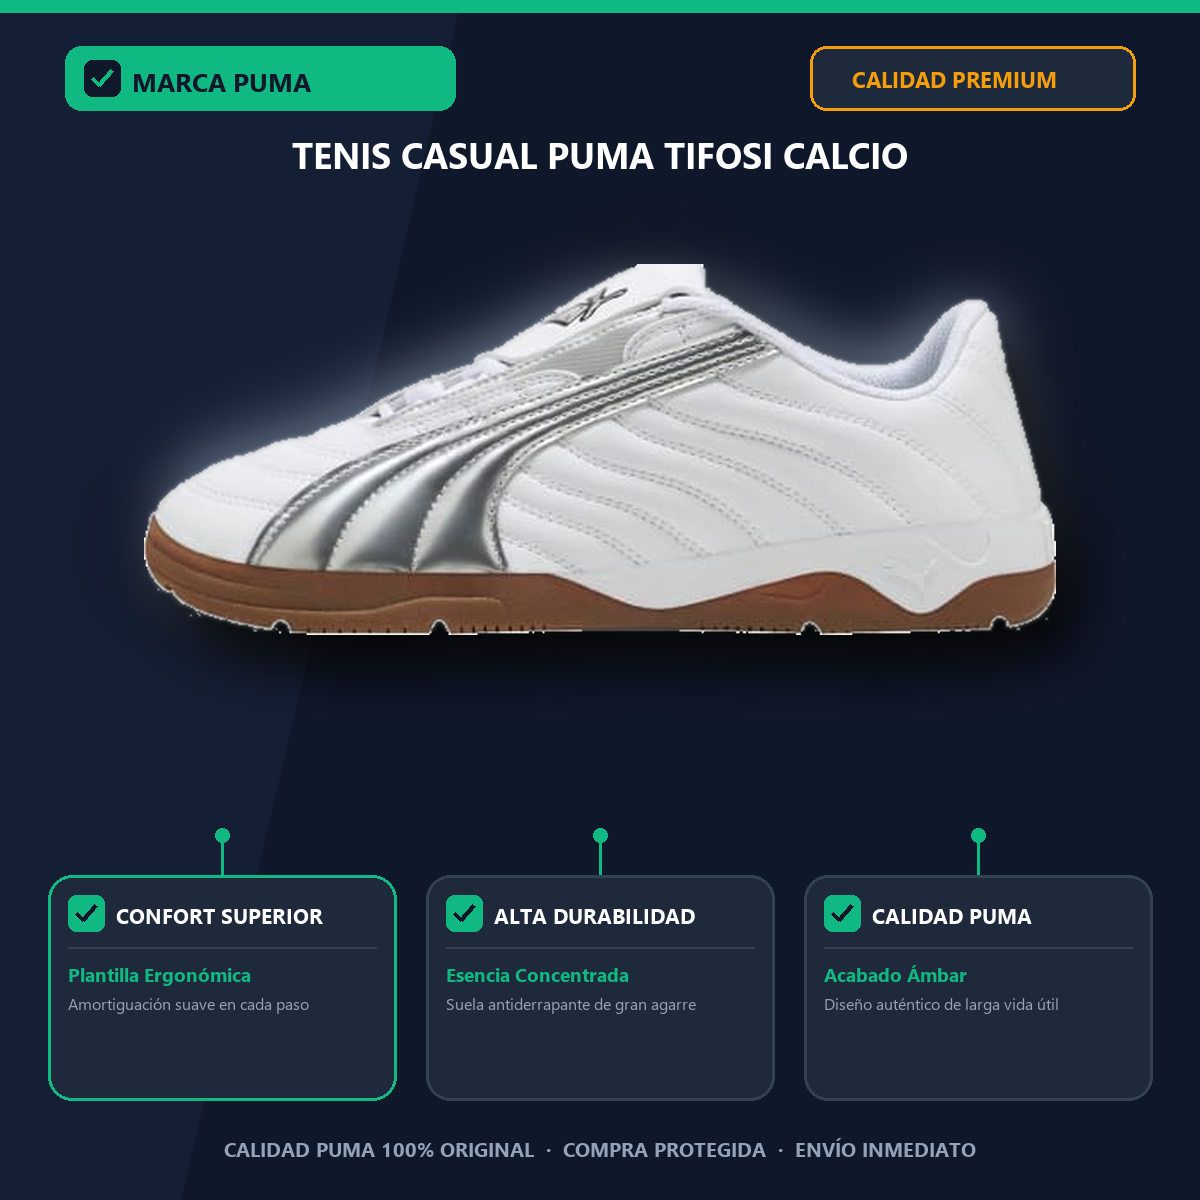 MARCA PUMA
CALIDAD PREMIUM
TENIS CASUAL PUMA TIFOSI CALCIO
CONFORT SUPERIOR
Plantilla Ergonómica
Amortiguación suave en cada paso
ALTA DURABILIDAD
Esencia Concentrada
Suela antiderrapante de gran agarre
CALIDAD PUMA
Acabado Ámbar
Diseño auténtico de larga vida útil
CALIDAD PUMA 100% ORIGINAL · COMPRA PROTEGIDA · ENVÍO INMEDIATO